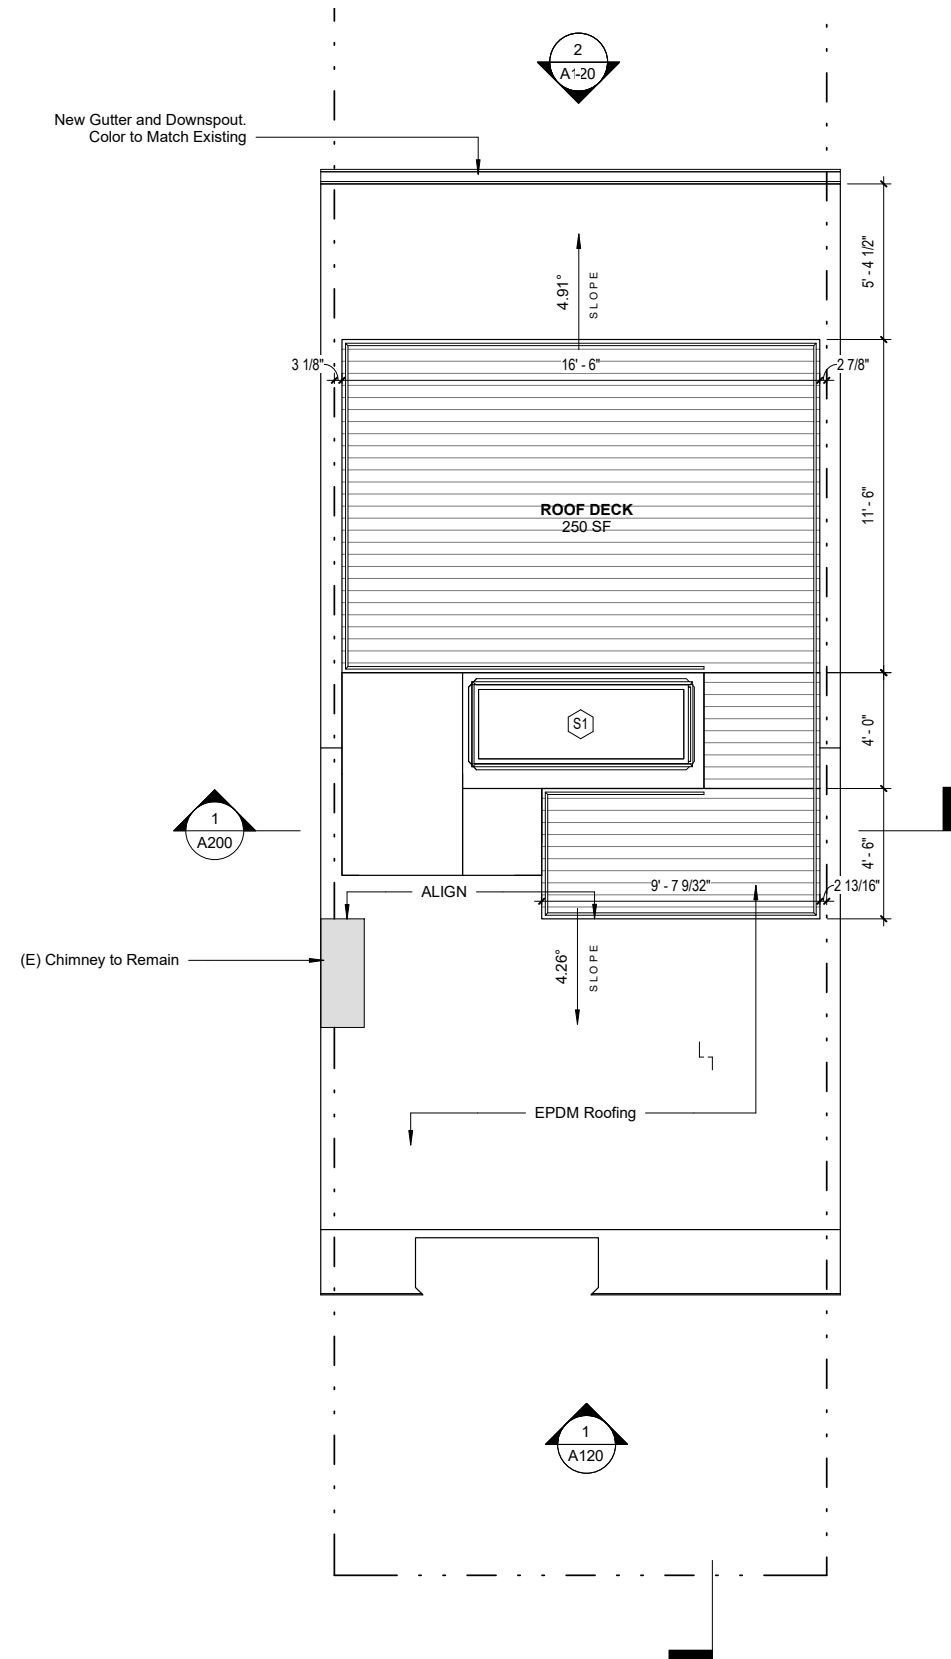 2
A1-20
New Gutter and Downspout.
Color to Match Existing
5' - 4 1/2"
4.91°
SLOPE
3 1/8"
16' - 6"
2 7/8"
11' - 6"
ROOF DECK
250 SF
S1
4' - 0"
1
A200
4' - 6"
ALIGN
9' - 7 9/32"
2 13/16"
(E) Chimney to Remain
4.26°
SLOPE
EPDM Roofing
1
A120